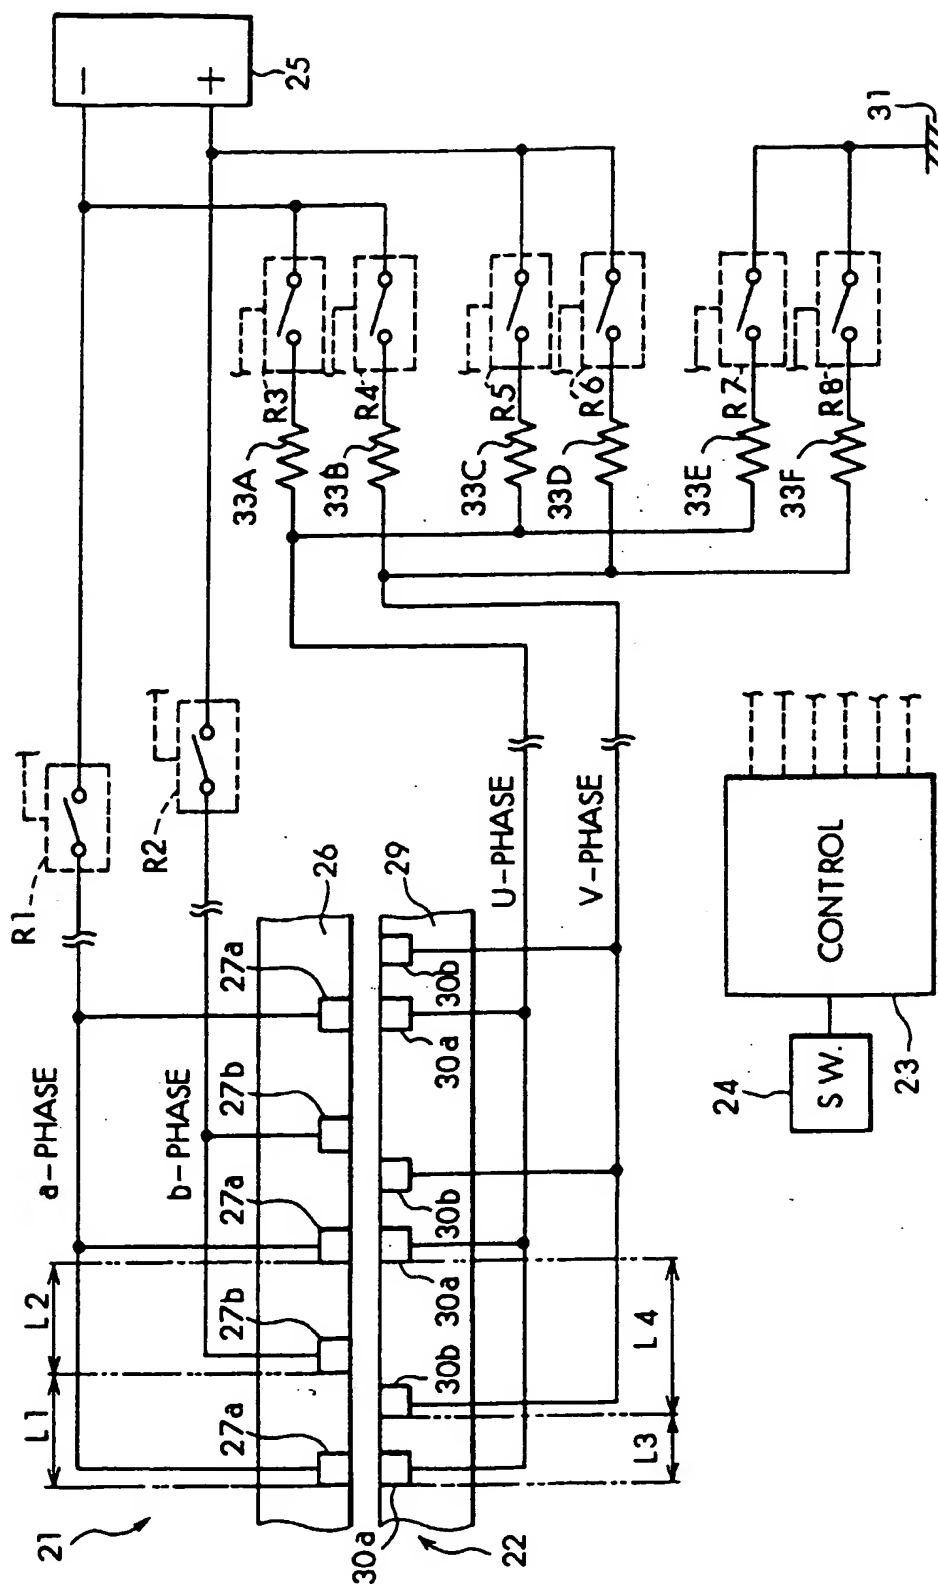 21
L1
L2
a-PHASE
R1
-
+
25
b-PHASE
R2
27a
27b
27a
27b
27a
26
30a
22
30b
30a
30b
30a
30b
29
L3
L4
U-PHASE
V-PHASE
33A
R3
33B
R4
33C
R5
33D
R6
33E
R7
33F
R8
31
24
S W.
CONTROL
23